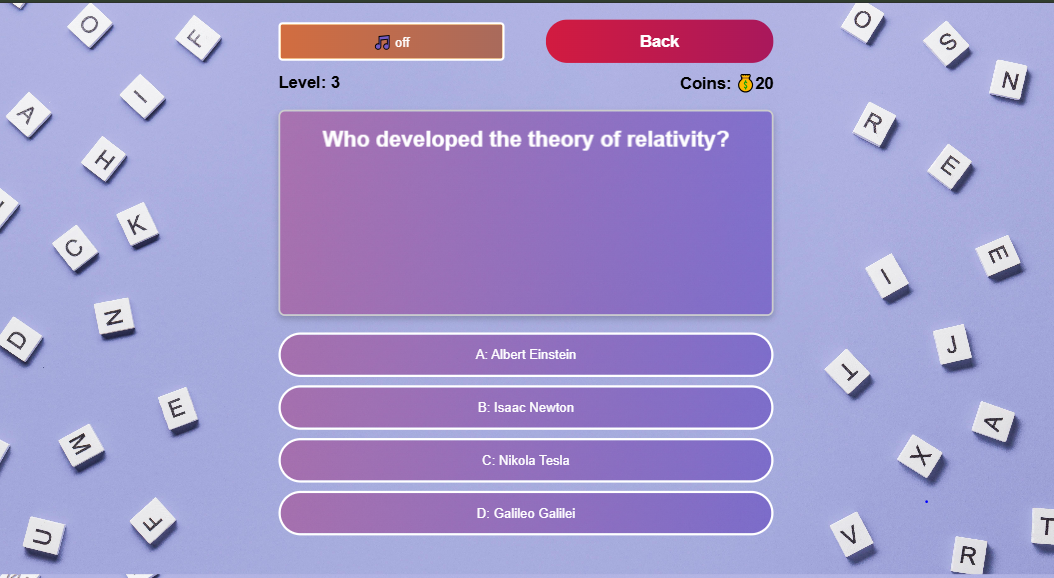 🎵 off
Back
Level: 3
Coins: 💰20
Who developed the theory of relativity?
A: Albert Einstein
B: Isaac Newton
C: Nikola Tesla
D: Galileo Galilei
O
F
I
A
H
K
C
N
D
E
M
F
U
O
S
N
R
E
E
I
J
T
A
X
V
R
T